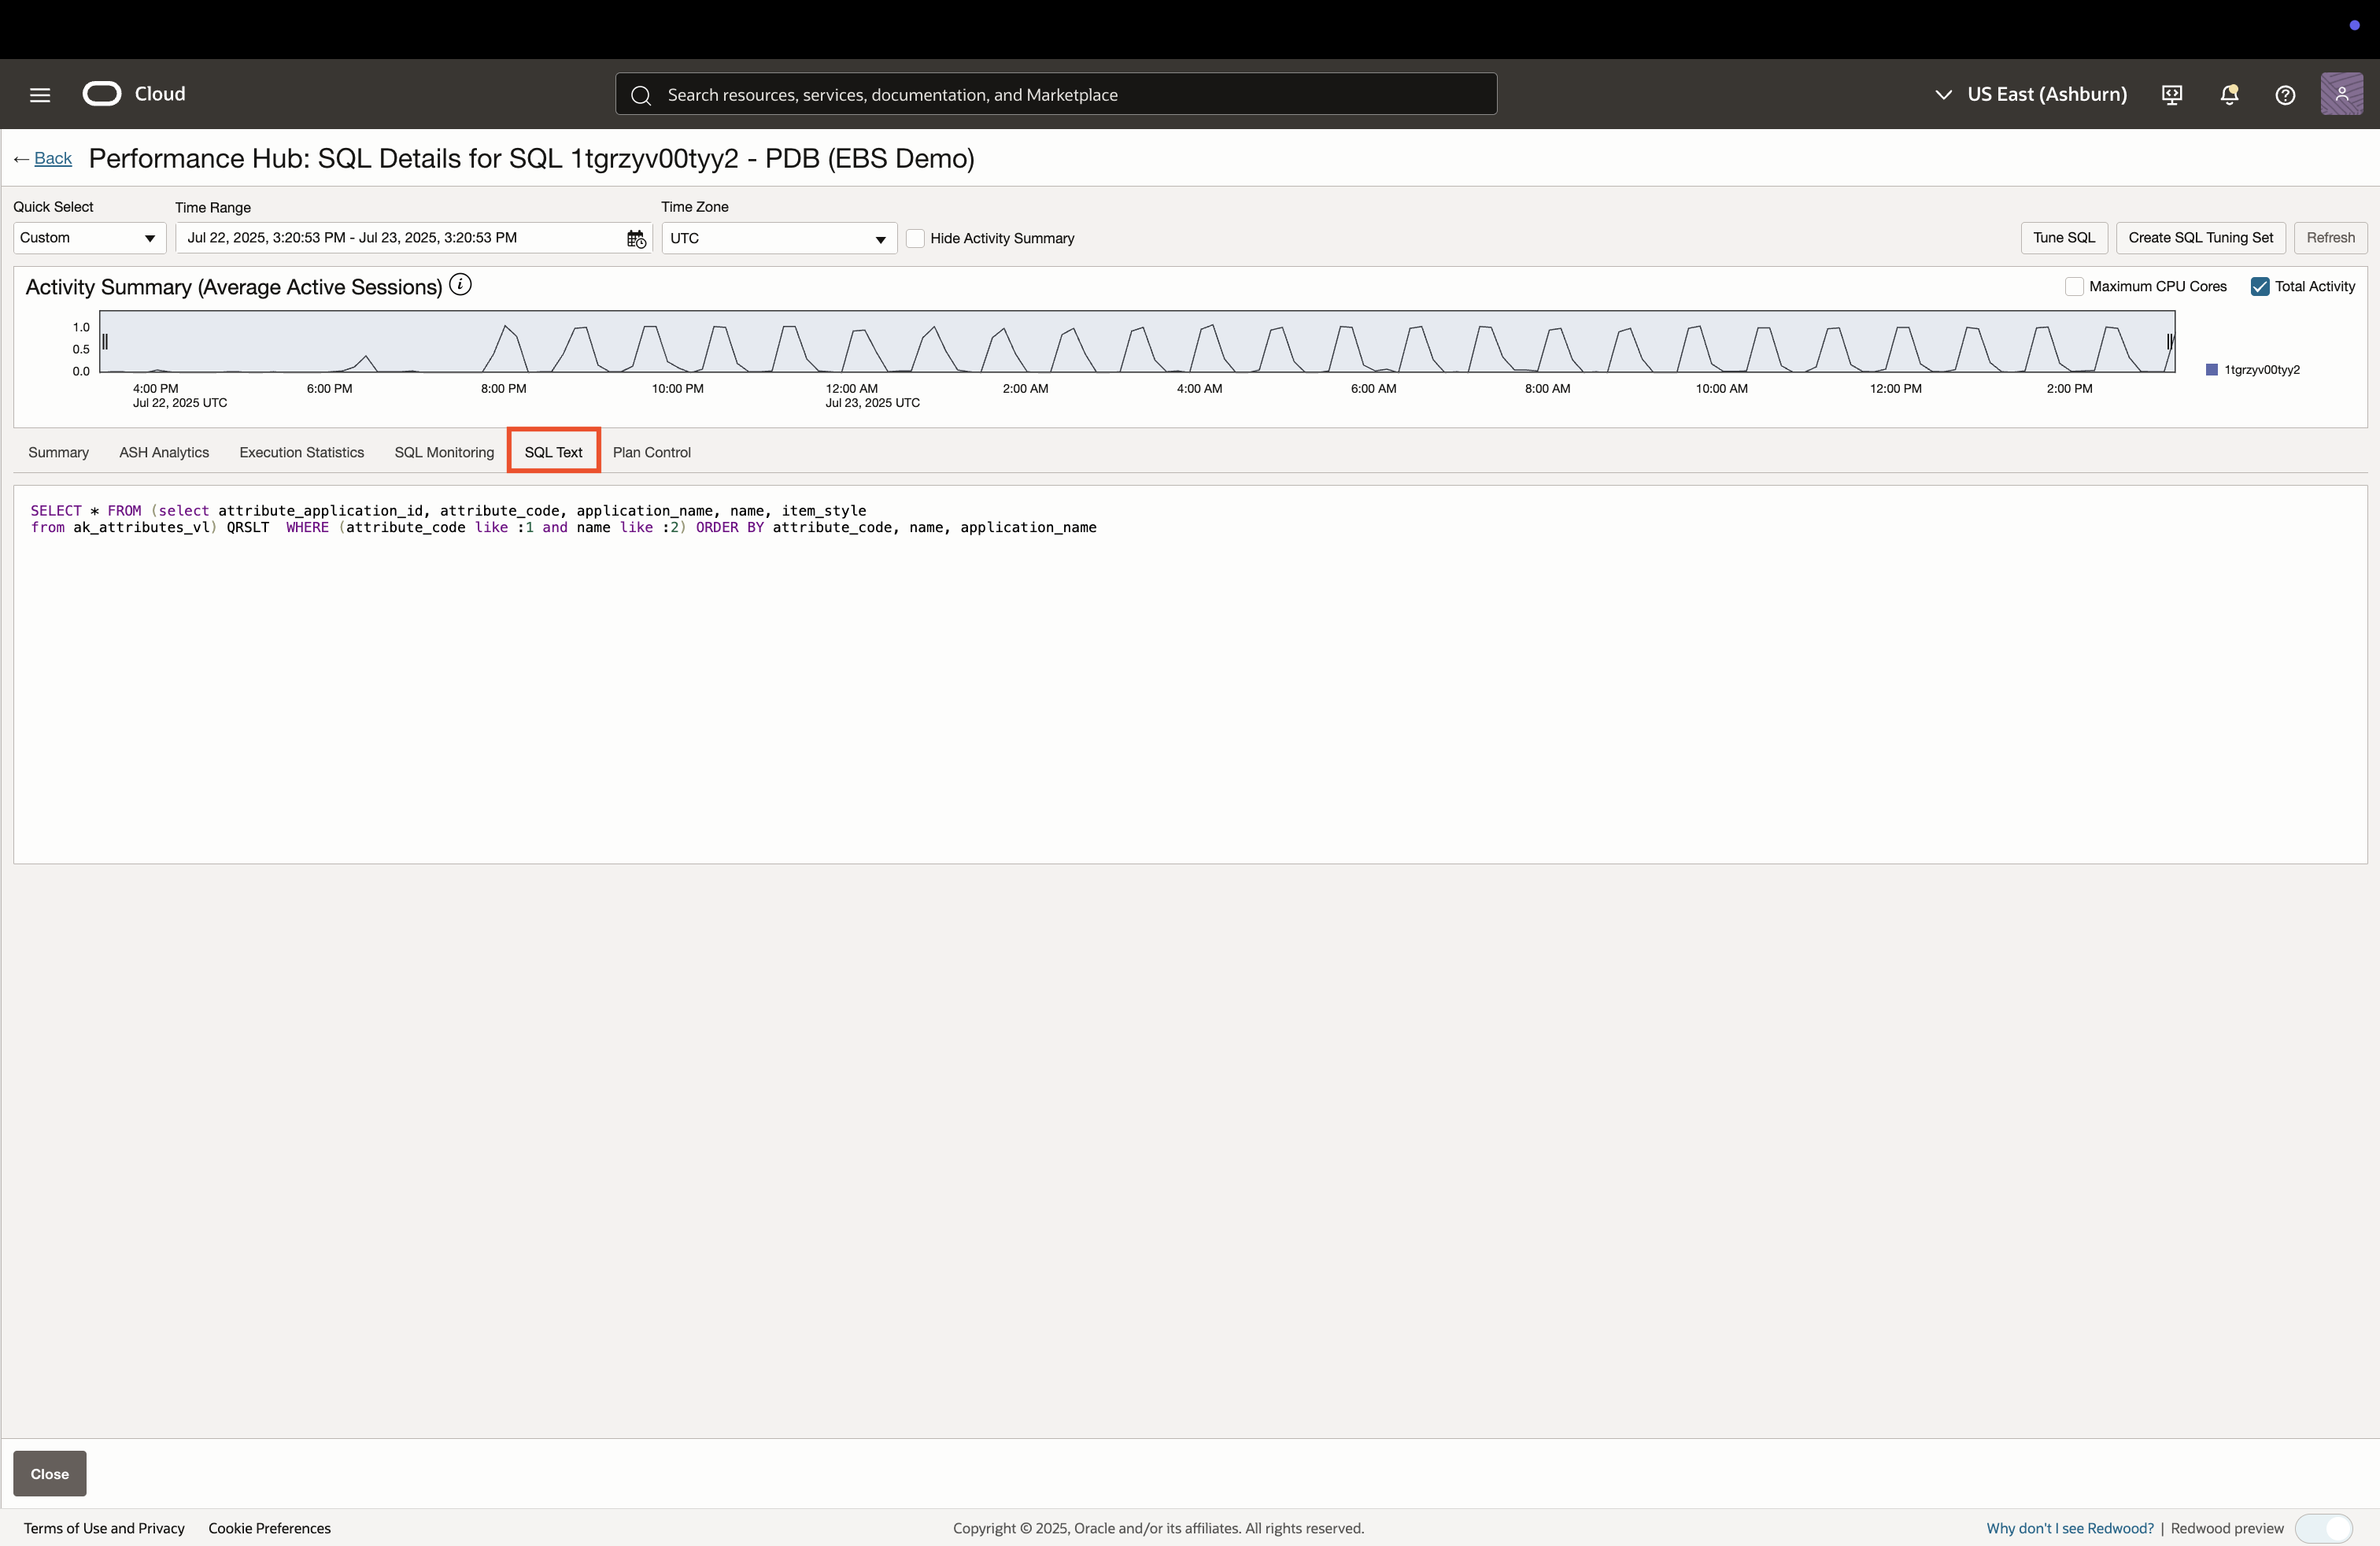 Cloud
Search resources, services, documentation, and Marketplace
US East (Ashburn)
← Back Performance Hub: SQL Details for SQL 1tgrzyv00tyy2 - PDB (EBS Demo)
Quick Select
Time Range
Time Zone
Custom
Jul 22, 2025, 3:20:53 PM - Jul 23, 2025, 3:20:53 PM
UTC
Hide Activity Summary
Tune SQL
Create SQL Tuning Set
Refresh
Activity Summary (Average Active Sessions)
Maximum CPU Cores
Total Activity
1.0
0.5
0.0
4:00 PM 6:00 PM 8:00 PM 10:00 PM 12:00 AM 2:00 AM 4:00 AM 6:00 AM 8:00 AM 10:00 AM 12:00 PM 2:00 PM
Jul 22, 2025 UTC Jul 23, 2025 UTC
1tgrzyv00tyy2
Summary ASH Analytics Execution Statistics SQL Monitoring SQL Text Plan Control
SELECT * FROM (select attribute_application_id, attribute_code, application_name, name, item_style
from ak_attributes_vl) QRSLT  WHERE (attribute_code like :1 and name like :2) ORDER BY attribute_code, name, application_name
Close
Terms of Use and Privacy Cookie Preferences
Copyright © 2025, Oracle and/or its affiliates. All rights reserved.
Why don't I see Redwood? | Redwood preview